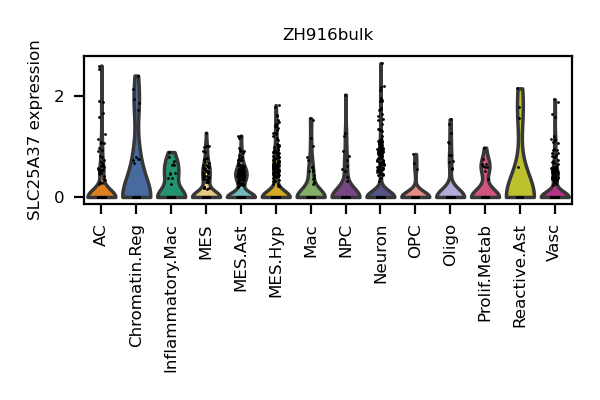 ZH916bulk
SLC25A37 expression
2
0
AC
Chromatin.Reg
Inflammatory.Mac
MES
MES.Ast
MES.Hyp
Mac
NPC
Neuron
OPC
Oligo
Prolif.Metab
Reactive.Ast
Vasc